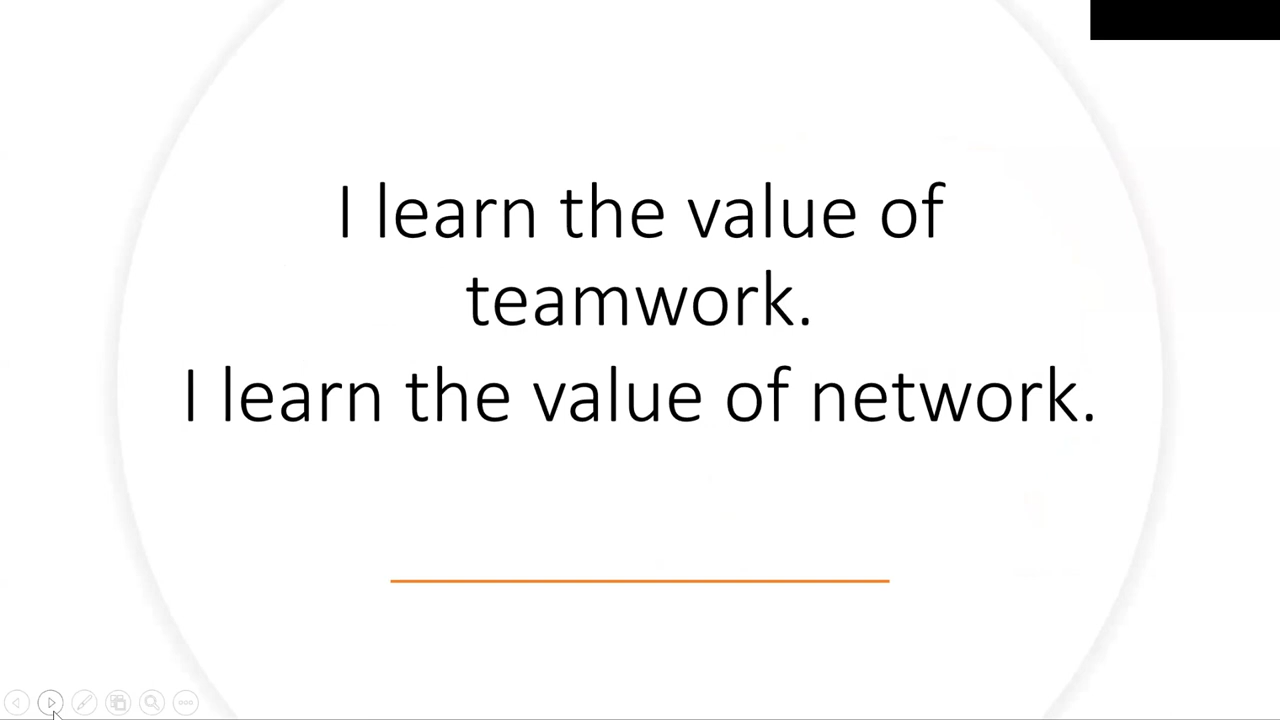 I learn the value of
teamwork.
I learn the value of network.